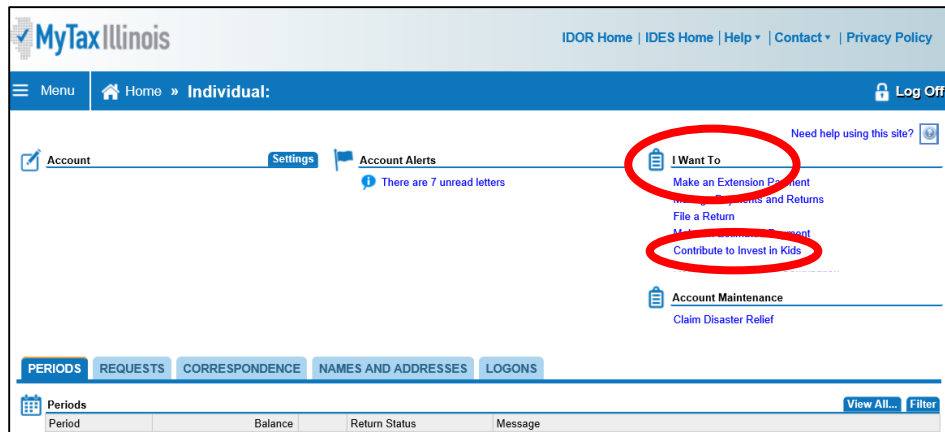 MyTax Illinois
IDOR Home | IDES Home | Help | Contact | Privacy Policy
Menu Home » Individual: Log Off
Need help using this site?
Account Settings
Account Alerts
There are 7 unread letters
I Want To
Make an Extension Payment
Payments and Returns
File a Return
Contribute to Invest in Kids
Account Maintenance
Claim Disaster Relief
PERIODS REQUESTS CORRESPONDENCE NAMES AND ADDRESSES LOGONS
Periods View All... Filter
Period Balance Return Status Message